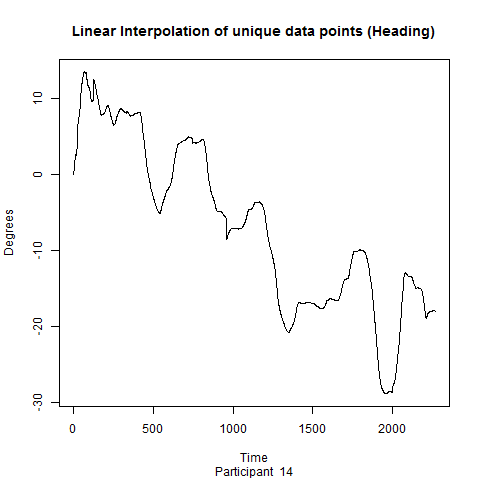 Linear Interpolation of unique data points (Heading)
Degrees
10
0
-10
-20
-30
0 500 1000 1500 2000
Time
Participant 14